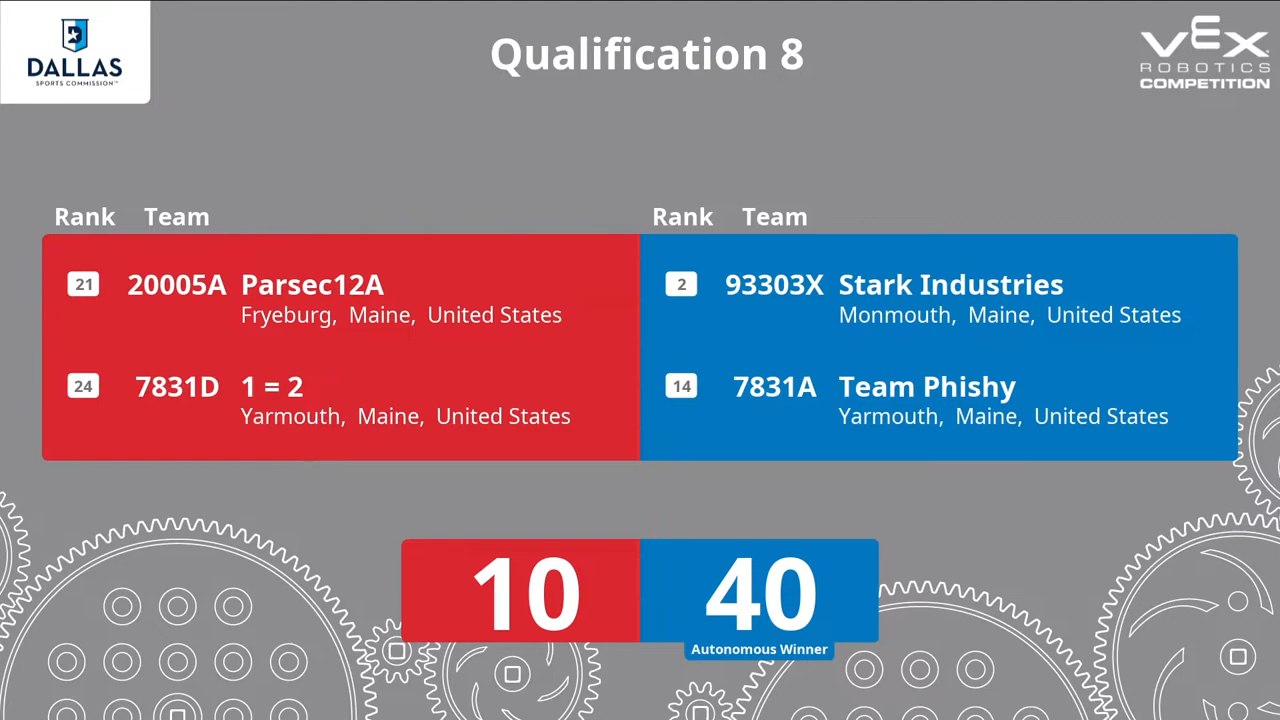 DALLAS
SPORTS COMMISSION™
Qualification 8
VEX
ROBOTICS
COMPETITION
Rank Team
21 20005A Parsec12A
Fryeburg, Maine, United States
24 7831D 1 = 2
Yarmouth, Maine, United States
Rank Team
2 93303X Stark Industries
Monmouth, Maine, United States
14 7831A Team Phishy
Yarmouth, Maine, United States
10 40
Autonomous Winner